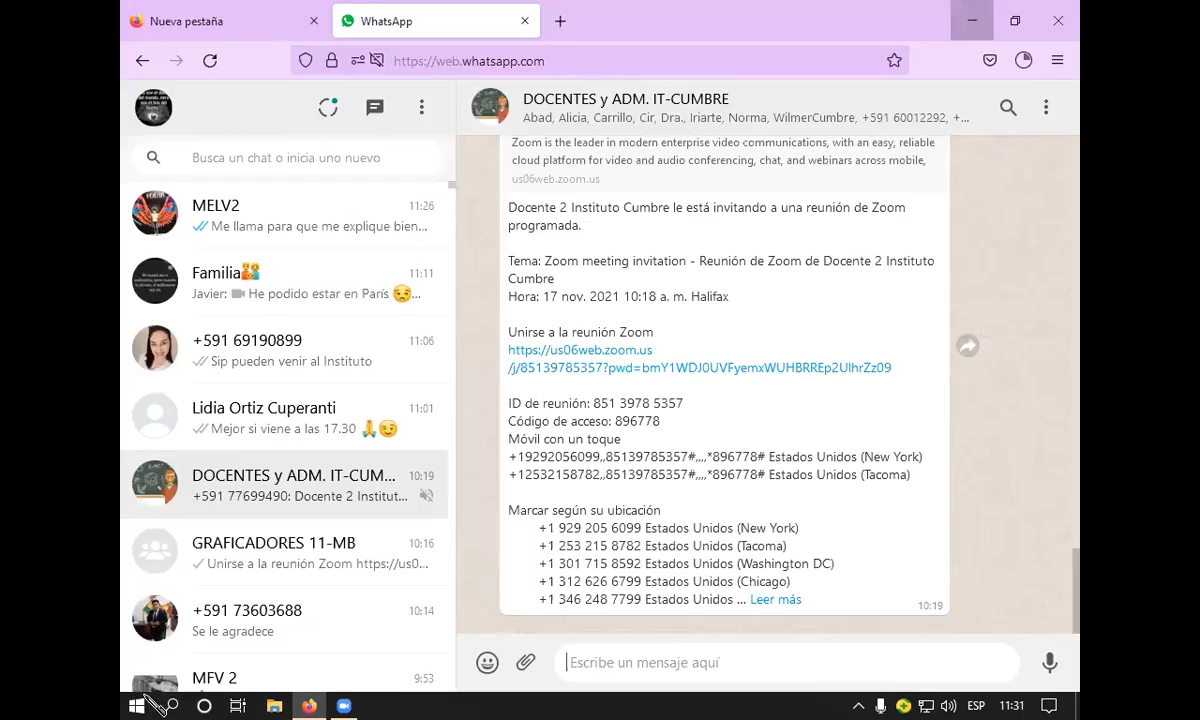 Nueva pestaña
WhatsApp
https://web.whatsapp.com
DOCENTES y ADM. IT-CUMBRE
Abad, Alicia, Carrillo, Cir, Dra., Iriarte, Norma, WilmerCumbre, +591 60012292, +...
Busca un chat o inicia uno nuevo
MELV2
11:26
Me llama para que me explique bien...
Familia
11:11
Javier: He podido estar en París ...
+591 69190899
11:06
Sip pueden venir al Instituto
Lidia Ortiz Cuperanti
11:01
Mejor si viene a las 17.30
DOCENTES y ADM. IT-CUM...
10:19
+591 77699490: Docente 2 Institut...
GRAFICADORES 11-MB
10:16
Unirse a la reunión Zoom https://us0...
+591 73603688
10:14
Se le agradece
MFV 2
9:53
Zoom is the leader in modern enterprise video communications, with an easy, reliable
cloud platform for video and audio conferencing, chat, and webinars across mobile,
us06web.zoom.us
Docente 2 Instituto Cumbre le está invitando a una reunión de Zoom
programada.
Tema: Zoom meeting invitation - Reunión de Zoom de Docente 2 Instituto
Cumbre
Hora: 17 nov. 2021 10:18 a. m. Halifax
Unirse a la reunión Zoom
https://us06web.zoom.us
/j/85139785357?pwd=bmY1WDJ0UVFyemxWUHBRREp2UlhrZz09
ID de reunión: 851 3978 5357
Código de acceso: 896778
Móvil con un toque
+19292056099,,85139785357#,,,,*896778# Estados Unidos (New York)
+12532158782,,85139785357#,,,,*896778# Estados Unidos (Tacoma)
Marcar según su ubicación
+1 929 205 6099 Estados Unidos (New York)
+1 253 215 8782 Estados Unidos (Tacoma)
+1 301 715 8592 Estados Unidos (Washington DC)
+1 312 626 6799 Estados Unidos (Chicago)
+1 346 248 7799 Estados Unidos ... Leer más
10:19
Escribe un mensaje aquí
ESP
11:31